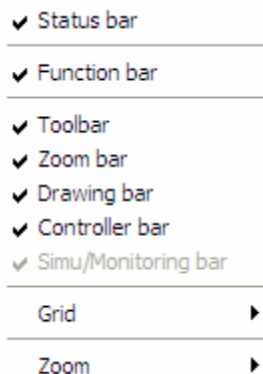 Status bar
Function bar
Toolbar
Zoom bar
Drawing bar
Controller bar
Simu/Monitoring bar
Grid
Zoom